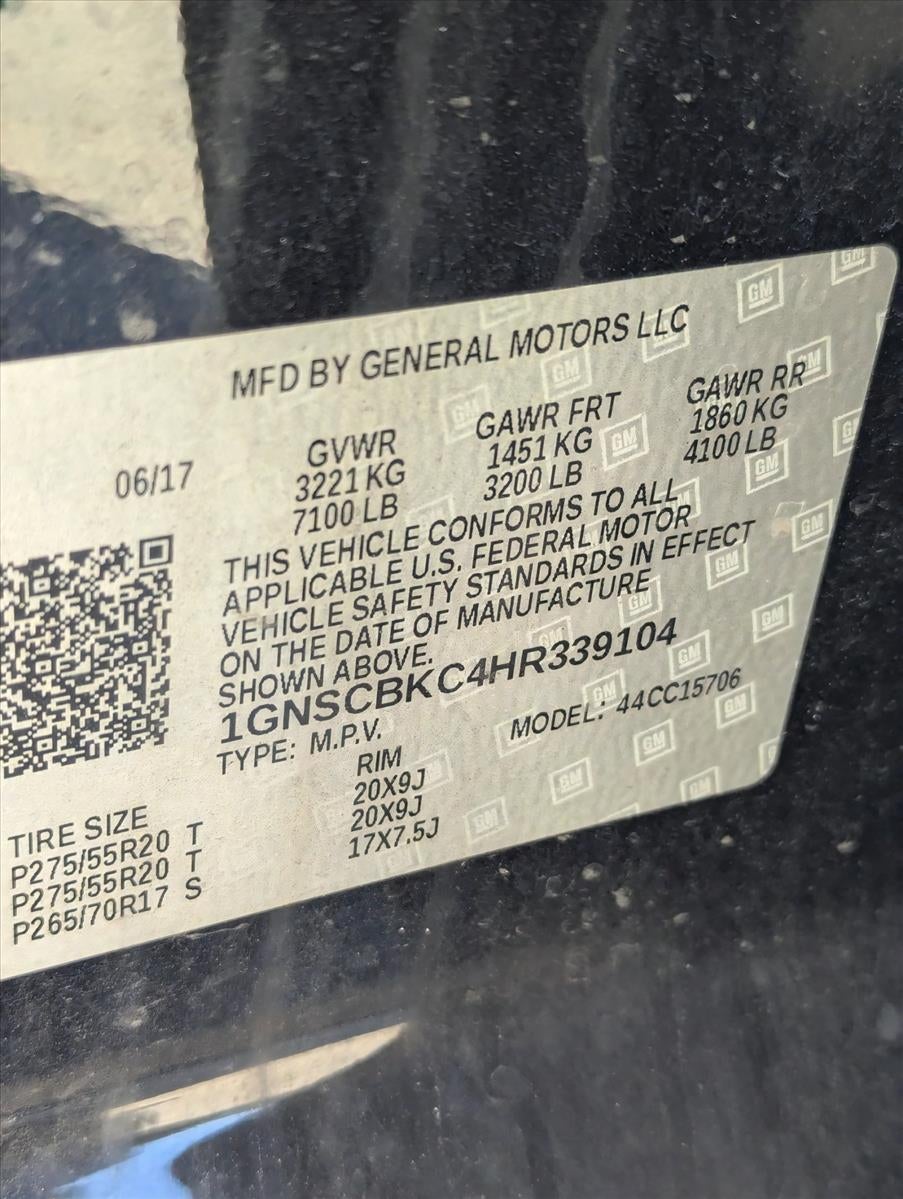 MFD BY GENERAL MOTORS LLC
06/17
GVWR GAWR FRT GAWR RR
3221 KG 1451 KG 1860 KG
7100 LB 3200 LB 4100 LB
THIS VEHICLE CONFORMS TO ALL
APPLICABLE U.S. FEDERAL MOTOR
VEHICLE SAFETY STANDARDS IN EFFECT
ON THE DATE OF MANUFACTURE
SHOWN ABOVE.
1GNSCBKC4HR339104
TYPE: M.P.V. MODEL: 44CC15706
TIRE SIZE RIM
P275/55R20 T 20X9J
P275/55R20 T 20X9J
P265/70R17 S 17X7.5J
GM